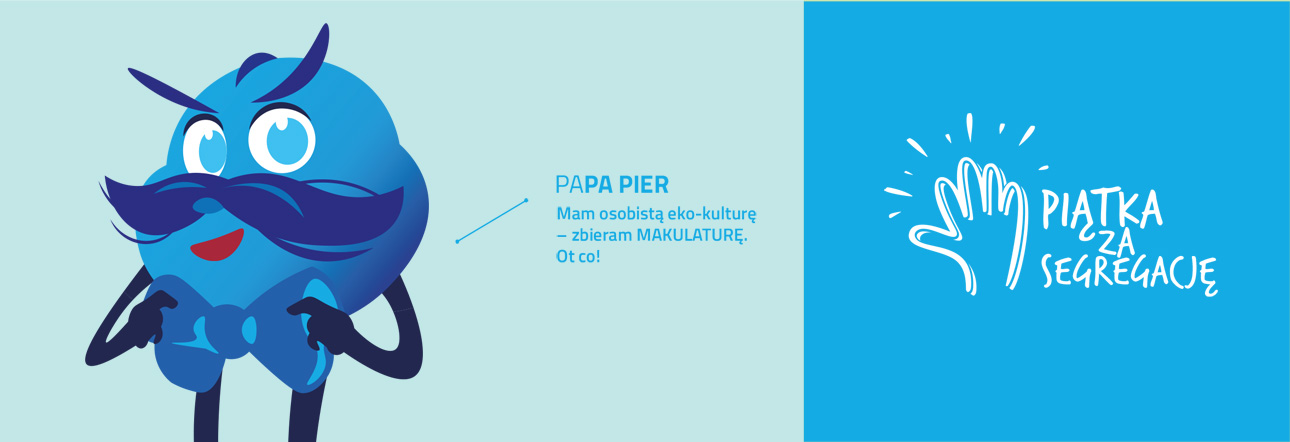 PAPA PIER
Mam osobistą eko-kulturę
– zbieram MAKULATURĘ.
Ot co!
PIĄTKA
ZA
SEGREGACJĘ